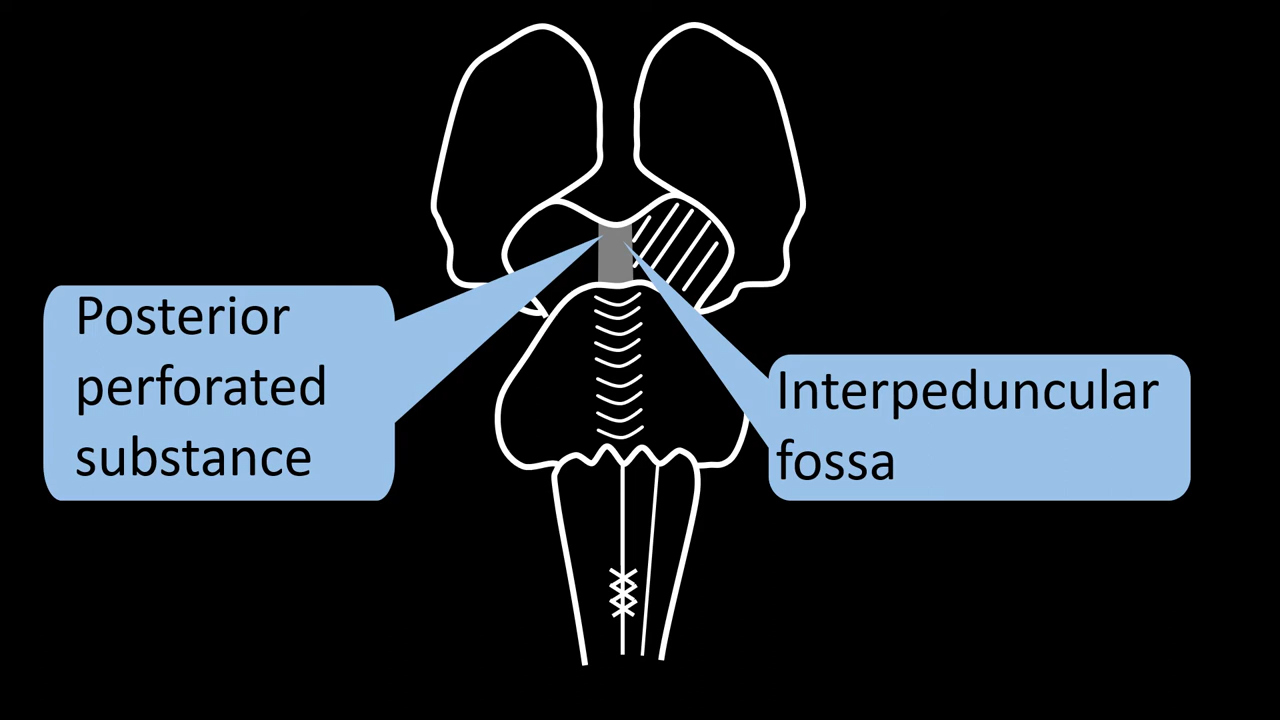 Posterior
perforated
substance
Interpeduncular
fossa